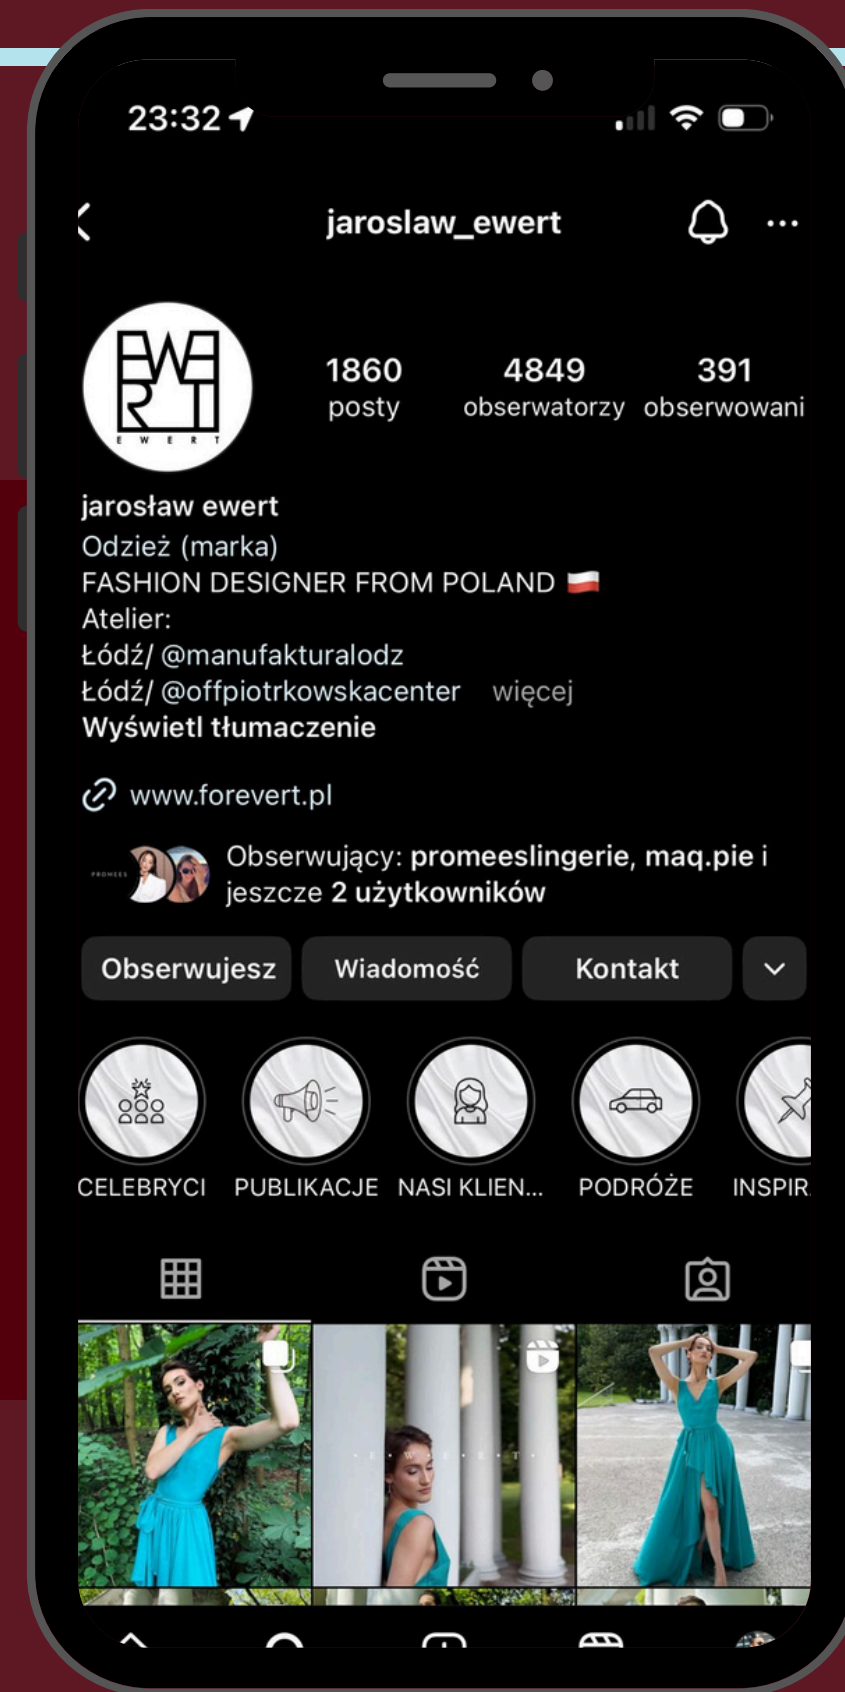 23:32
jaroslaw_ewert
EWERT
EWERT
1860
posty
4849
obserwatorzy
391
obserwowani
jarosław ewert
Odzież (marka)
FASHION DESIGNER FROM POLAND 🇵🇱
Atelier:
Łódź/ @manufakturalodz
Łódź/ @offpiotrkowskacenter więcej
Wyświetl tłumaczenie
www.forevert.pl
PROMEES
Obserwujący: promeeslingerie, maq.pie i
jeszcze 2 użytkowników
Obserwujesz
Wiadomość
Kontakt
CELEBRYCI
PUBLIKACJE
NASI KLIEN...
PODRÓŻE
INSPIR
• E • W • E • R • T •